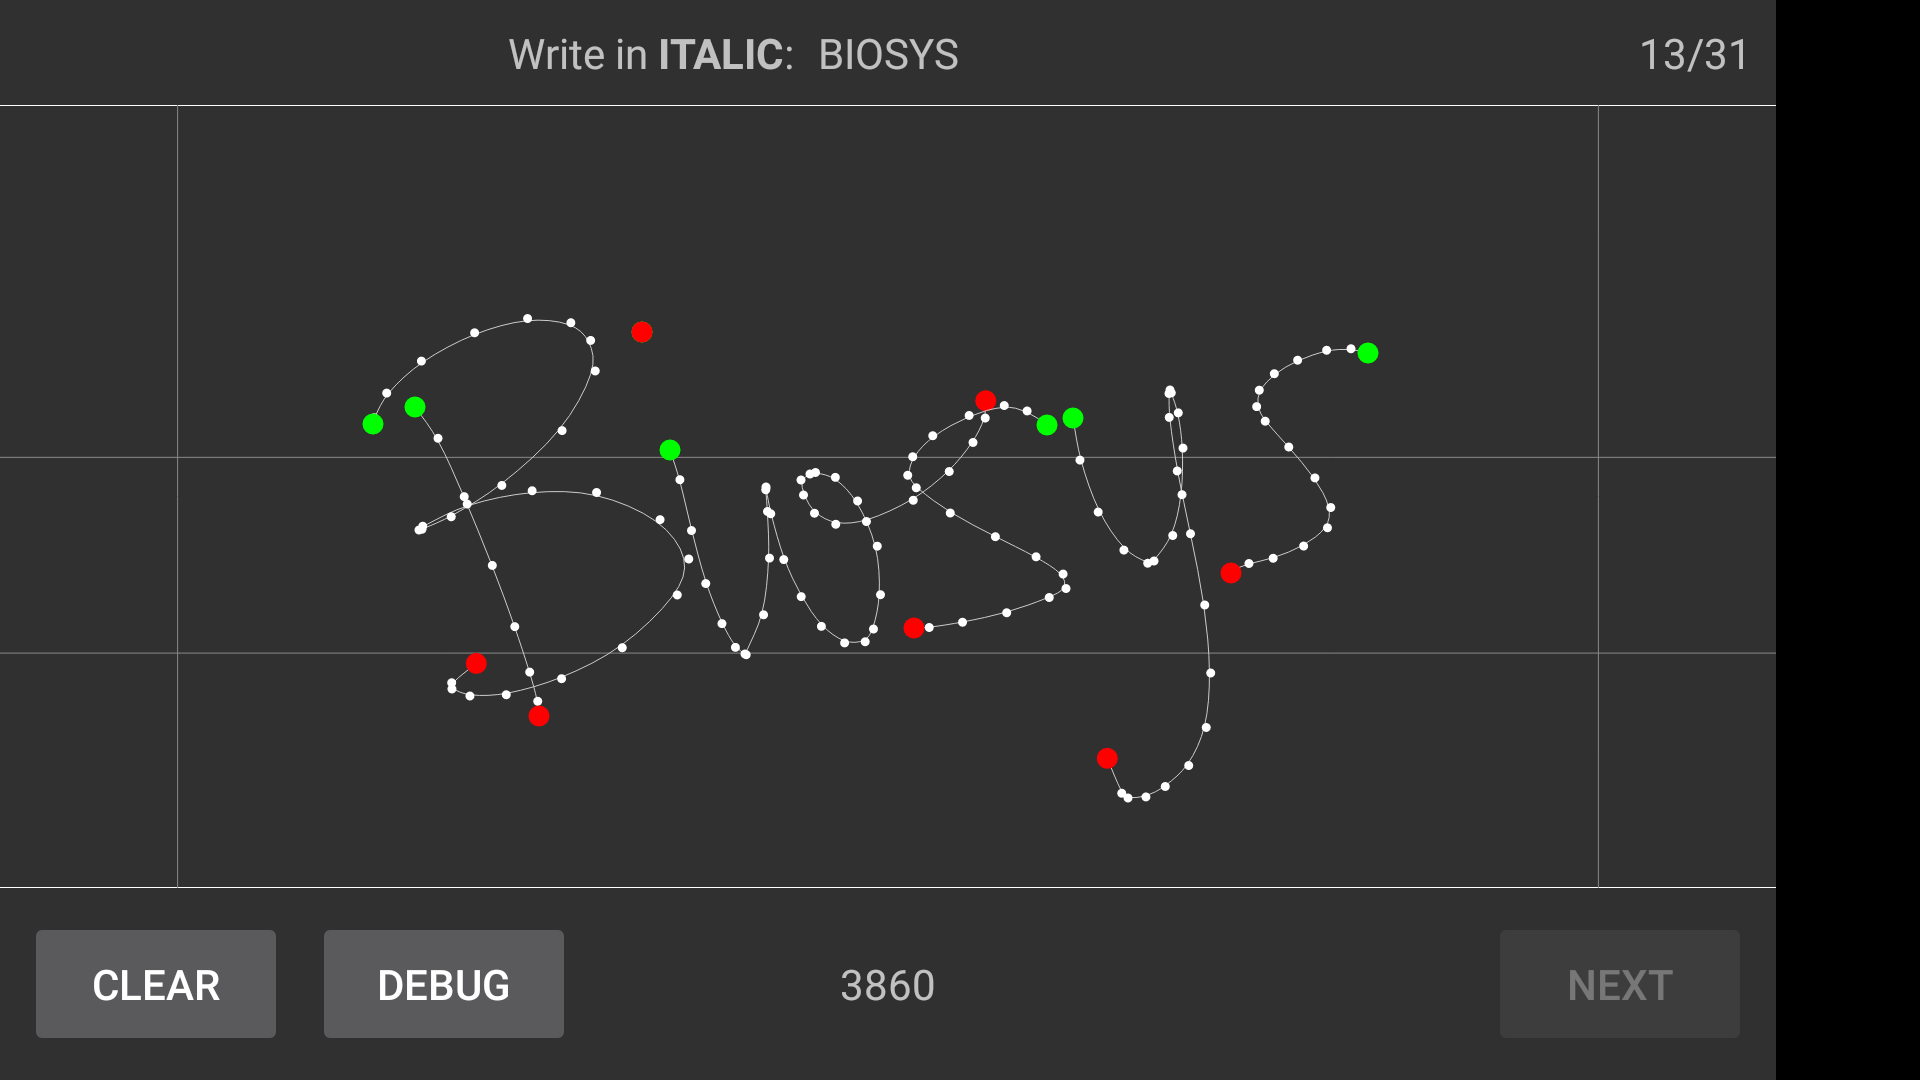 Write in ITALIC: BIOSYS
13/31
Biosys
CLEAR
DEBUG
3860
NEXT